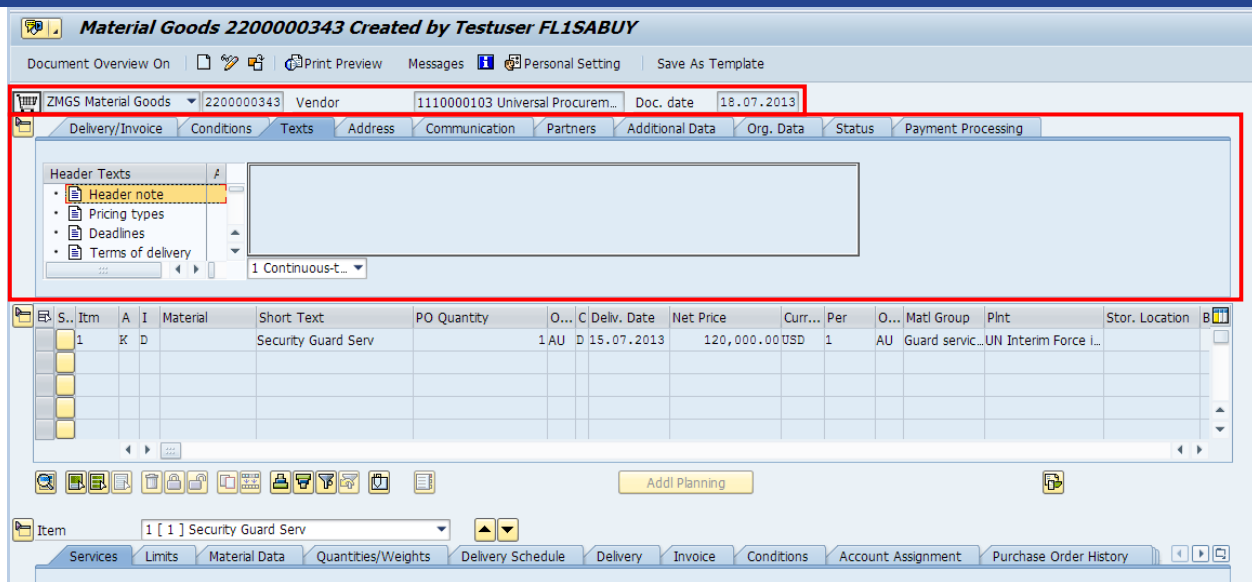 Material Goods 2200000343 Created by Testuser FL1SABUY
Document Overview On Print Preview Messages Personal Setting Save As Template
ZMGS Material Goods 2200000343 Vendor 1110000103 Universal Procurem... Doc. date 18.07.2013
Delivery/Invoice Conditions Texts Address Communication Partners Additional Data Org. Data Status Payment Processing
Header Texts
Header note
Pricing types
Deadlines
Terms of delivery
1 Continuous-t...
S.. Itm A I Material Short Text PO Quantity O... C Deliv. Date Net Price Curr... Per O... Matl Group Plnt Stor. Location B
1 K D Security Guard Serv 1 AU D 15.07.2013 120,000.00 USD 1 AU Guard servic... UN Interim Force i...
Addl Planning
Item 1 [ 1 ] Security Guard Serv
Services Limits Material Data Quantities/Weights Delivery Schedule Delivery Invoice Conditions Account Assignment Purchase Order History